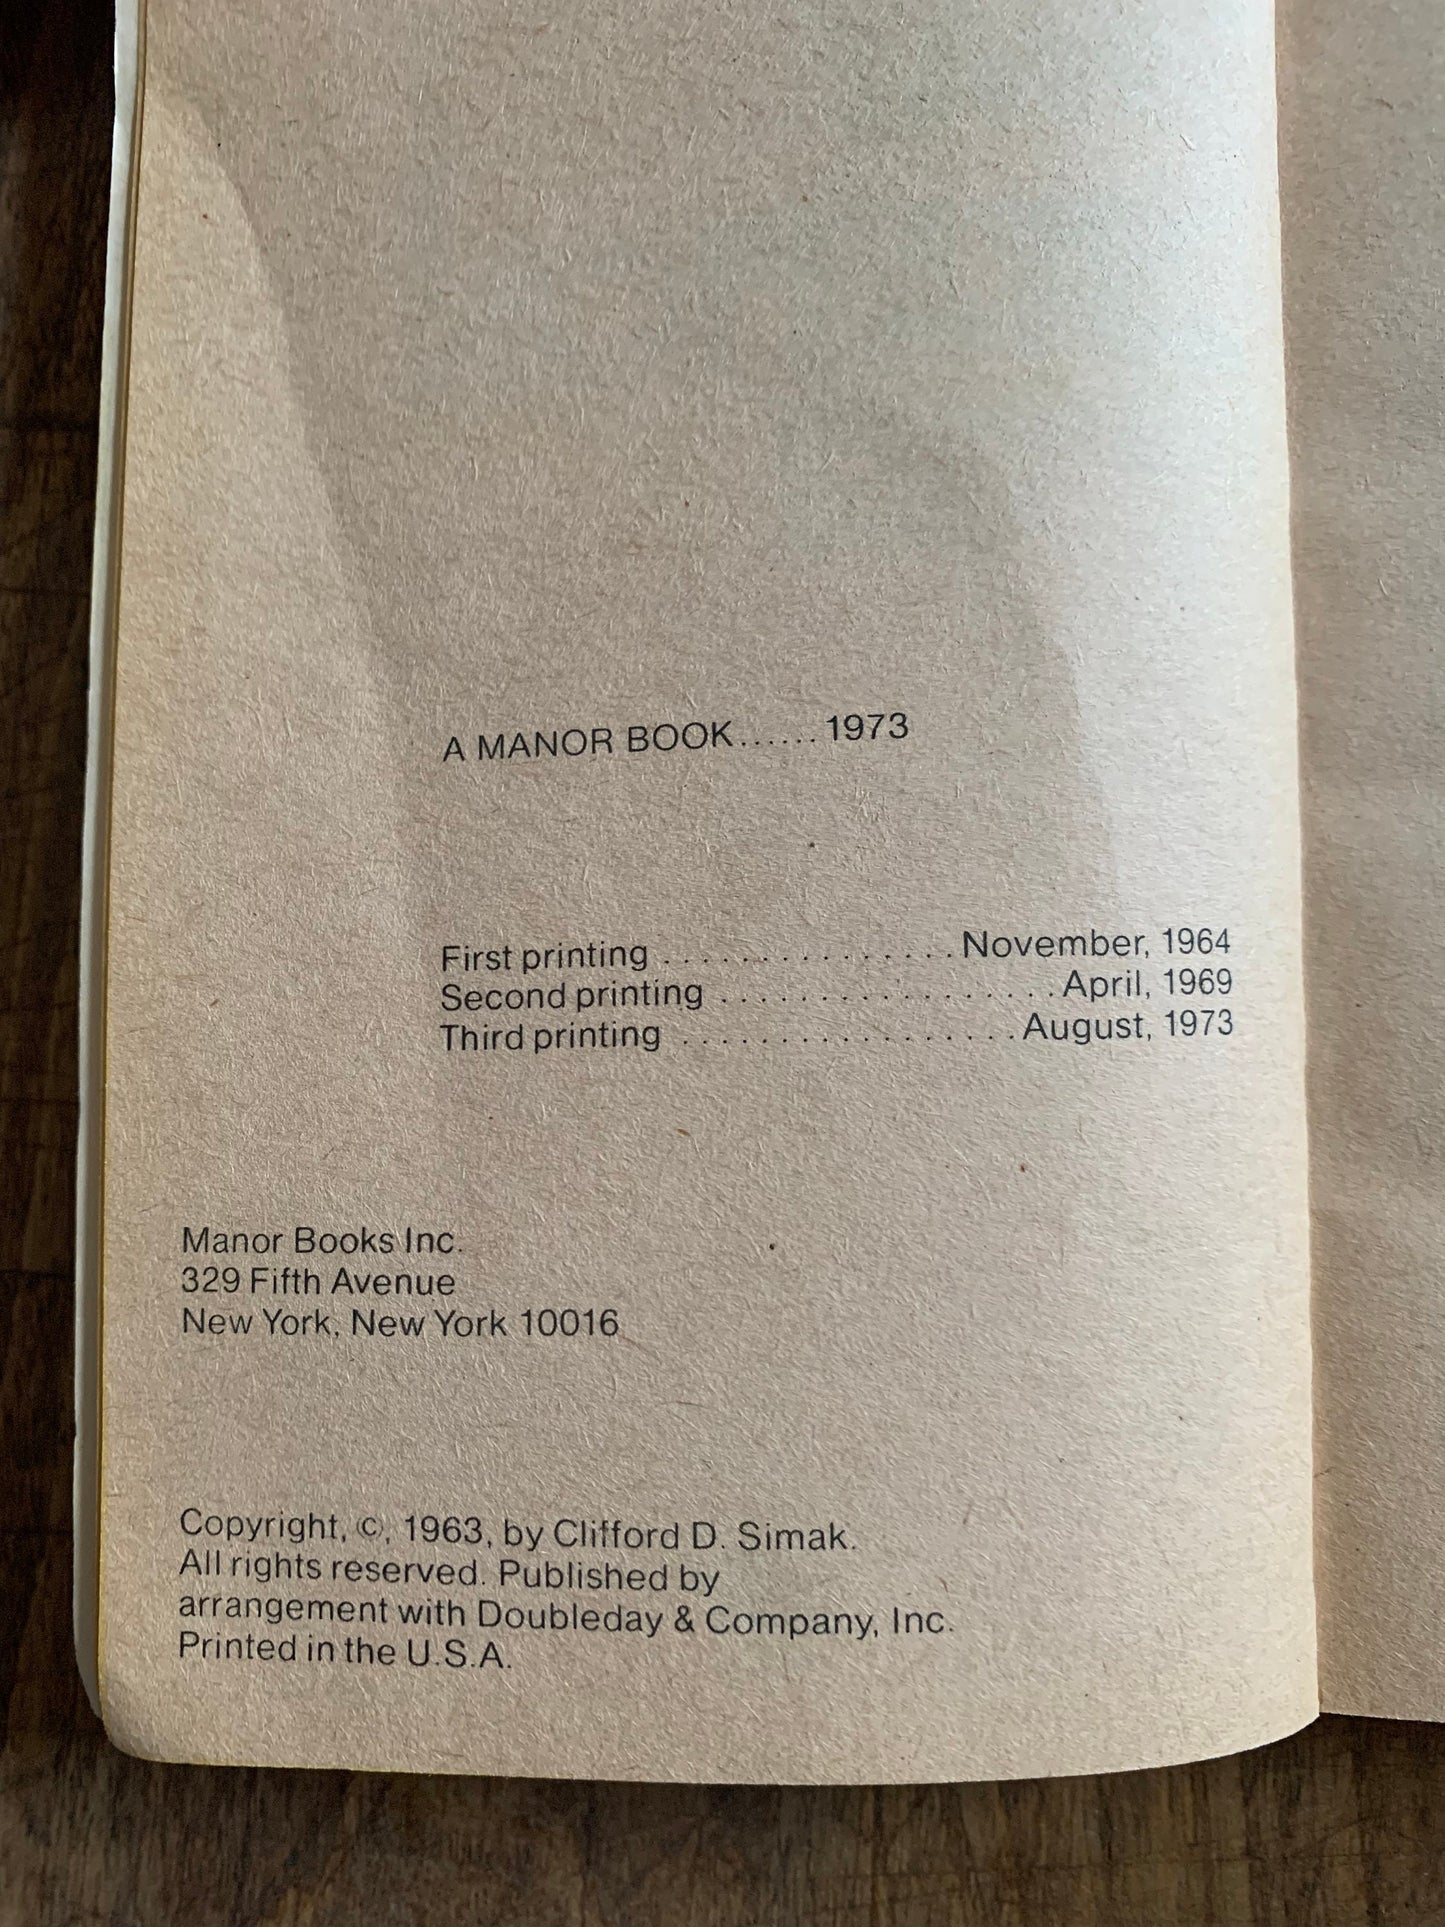 A MANOR BOOK......1973
First printing ............... November, 1964
Second printing ................. April, 1969
Third printing ................. August, 1973
Manor Books Inc.
329 Fifth Avenue
New York, New York 10016
Copyright, ©, 1963, by Clifford D. Simak.
All rights reserved. Published by
arrangement with Doubleday & Company, Inc.
Printed in the U.S.A.